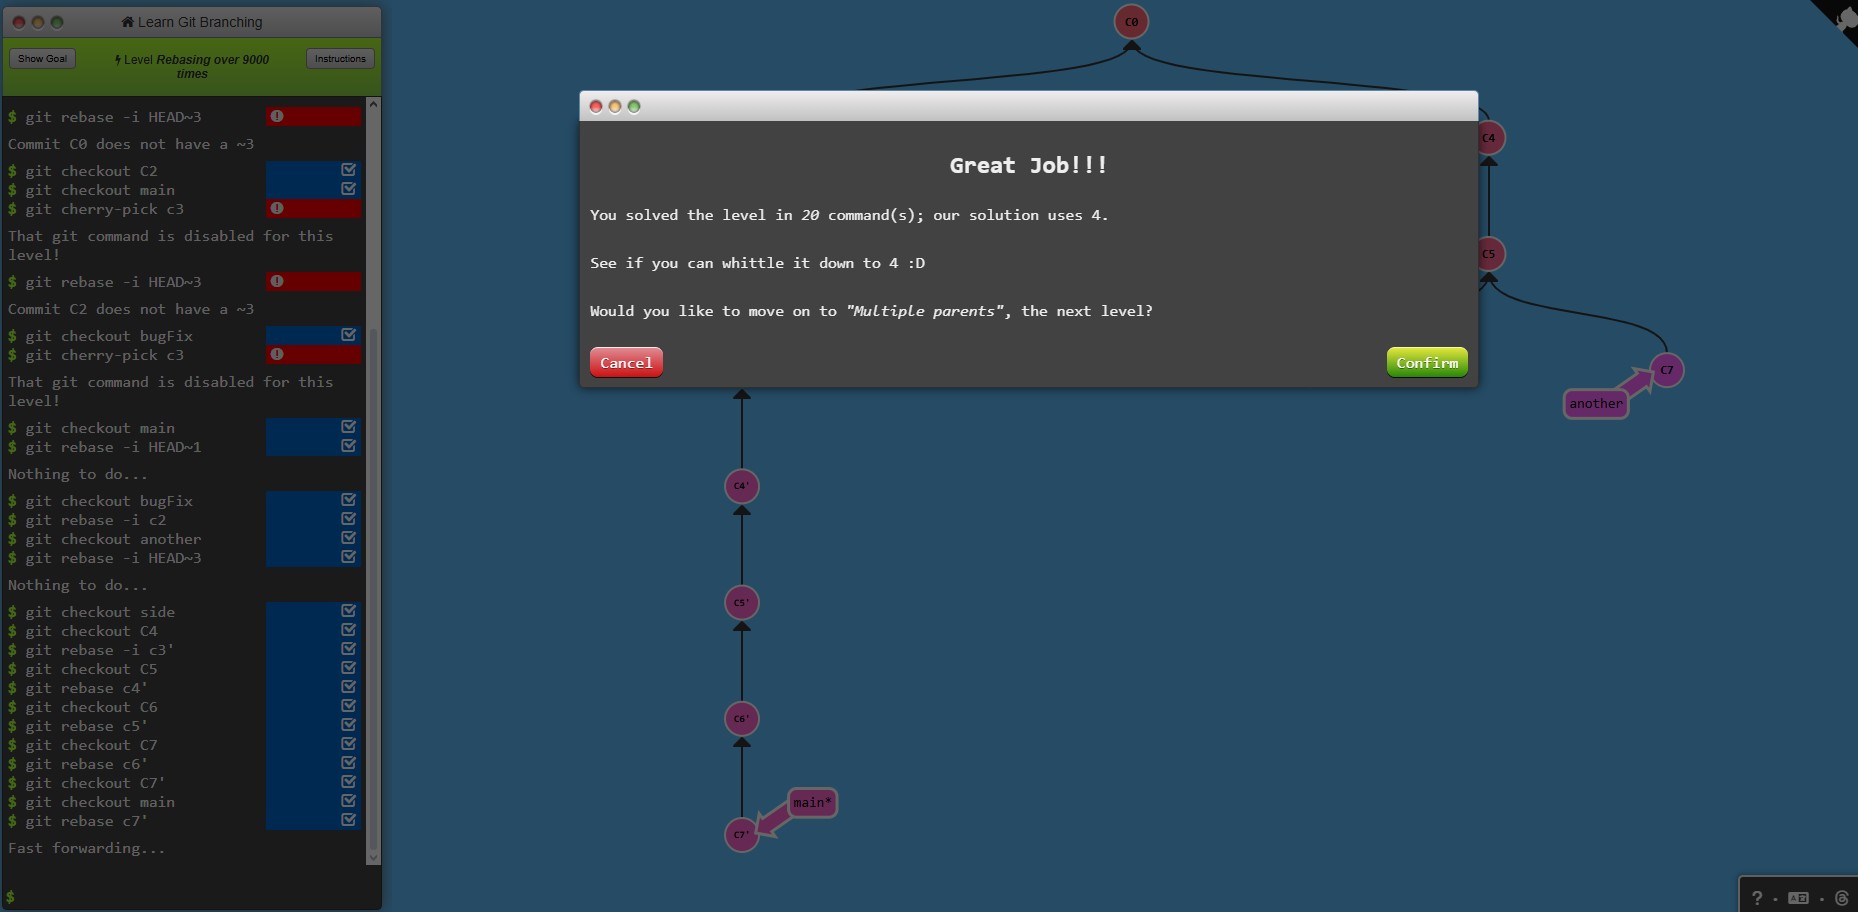 Learn Git Branching
Show Goal
Level Rebasing over 9000
times
Instructions
$ git rebase -i HEAD~3
Commit C0 does not have a ~3
$ git checkout C2
$ git checkout main
$ git cherry-pick c3
That git command is disabled for this
level!
$ git rebase -i HEAD~3
Commit C2 does not have a ~3
$ git checkout bugFix
$ git cherry-pick c3
That git command is disabled for this
level!
$ git checkout main
$ git rebase -i HEAD~1
Nothing to do...
$ git checkout bugFix
$ git rebase -i c2
$ git checkout another
$ git rebase -i HEAD~3
Nothing to do...
$ git checkout side
$ git checkout C4
$ git rebase -i c3'
$ git checkout C5
$ git rebase c4'
$ git checkout C6
$ git rebase c5'
$ git checkout C7
$ git rebase c6'
$ git checkout C7'
$ git checkout main
$ git rebase c7'
Fast forwarding...
$
C0
Great Job!!!
You solved the level in 20 command(s); our solution uses 4.
See if you can whittle it down to 4 :D
Would you like to move on to "Multiple parents", the next level?
Cancel
Confirm
C4
C5
C7
another
C4'
C5'
C6'
main*
C7'
?